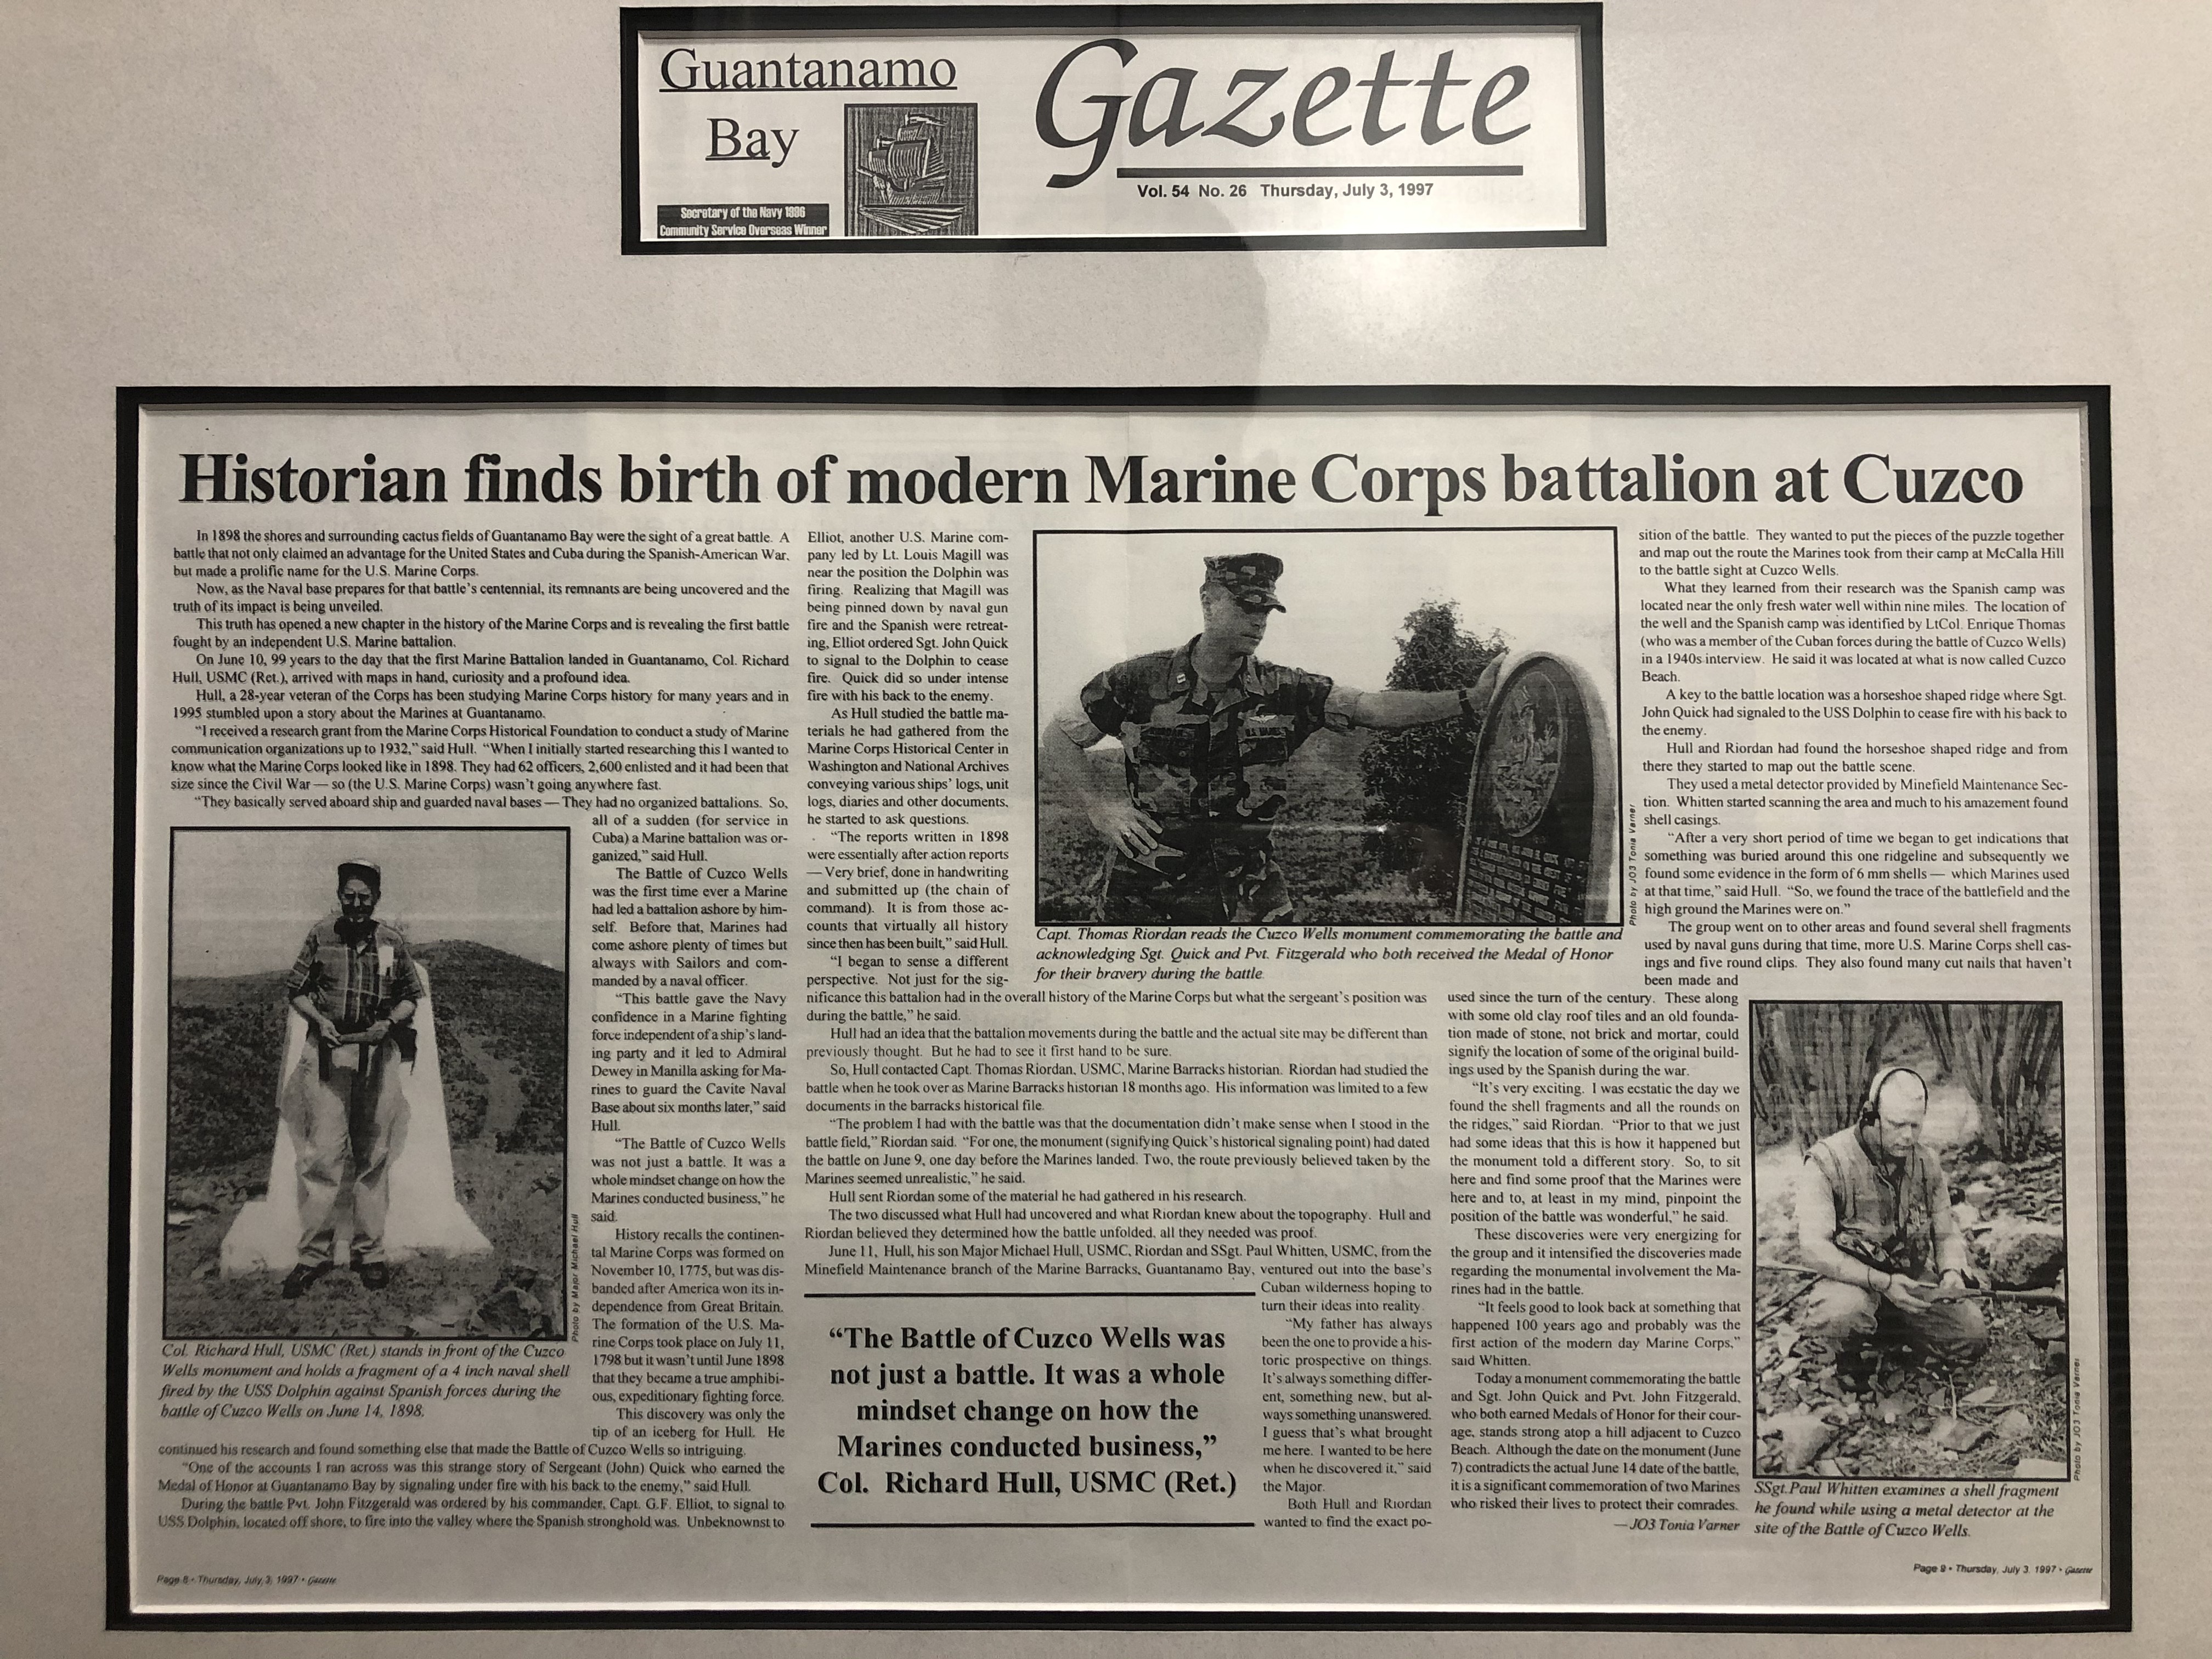 Guantanamo
Bay
Secretary of the Navy 1996
Community Service Overseas Winner
Gazette
Vol. 54 No. 26 Thursday, July 3, 1997
Historian finds birth of modern Marine Corps battalion at Cuzco
In 1898 the shores and surrounding cactus fields of Guantanamo Bay were the sight of a great battle. A
battle that not only claimed an advantage for the United States and Cuba during the Spanish-American War,
but made a prolific name for the U.S. Marine Corps.
Now, as the Naval base prepares for that battle's centennial, its remnants are being uncovered and the
truth of its impact is being unveiled.
This truth has opened a new chapter in the history of the Marine Corps and is revealing the first battle
fought by an independent U.S. Marine battalion.
On June 10, 99 years to the day that the first Marine Battalion landed in Guantanamo, Col. Richard
Hull, USMC (Ret.), arrived with maps in hand, curiosity and a profound idea.
Hull, a 28-year veteran of the Corps has been studying Marine Corps history for many years and in
1995 stumbled upon a story about the Marines at Guantanamo.
"I received a research grant from the Marine Corps Historical Foundation to conduct a study of Marine
communication organizations up to 1932," said Hull. "When I initially started researching this I wanted to
know what the Marine Corps looked like in 1898. They had 62 officers, 2,600 enlisted and it had been that
size since the Civil War — so (the U.S. Marine Corps) wasn't going anywhere fast.
"They basically served aboard ship and guarded naval bases — They had no organized battalions. So,
all of a sudden (for service in
Cuba) a Marine battalion was or-
ganized," said Hull.
The Battle of Cuzco Wells
was the first time ever a Marine
had led a battalion ashore by him-
self. Before that, Marines had
come ashore plenty of times but
always with Sailors and com-
manded by a naval officer.
"This battle gave the Navy
confidence in a Marine fighting
force independent of a ship's land-
ing party and it led to Admiral
Dewey in Manilla asking for Ma-
rines to guard the Cavite Naval
Base about six months later," said
Hull.
"The Battle of Cuzco Wells
was not just a battle. It was a
whole mindset change on how the
Marines conducted business," he
said.
History recalls the continen-
tal Marine Corps was formed on
November 10, 1775, but was dis-
banded after America won its in-
dependence from Great Britain.
The formation of the U.S. Ma-
rine Corps took place on July 11,
1798 but it wasn't until June 1898
that they became a true amphibi-
ous, expeditionary fighting force.
This discovery was only the
tip of an iceberg for Hull. He
continued his research and found something else that made the Battle of Cuzco Wells so intriguing.
"One of the accounts I ran across was this strange story of Sergeant (John) Quick who earned the
Medal of Honor at Guantanamo Bay by signaling under fire with his back to the enemy," said Hull.
During the battle Pvt. John Fitzgerald was ordered by his commander, Capt. G.F. Elliot, to signal to
USS Dolphin, located off shore, to fire into the valley where the Spanish stronghold was. Unbeknownst to
Photo by Major Michael Hull
Col. Richard Hull, USMC (Ret.) stands in front of the Cuzco
Wells monument and holds a fragment of a 4 inch naval shell
fired by the USS Dolphin against Spanish forces during the
battle of Cuzco Wells on June 14, 1898.
Elliot, another U.S. Marine com-
pany led by Lt. Louis Magill was
near the position the Dolphin was
firing. Realizing that Magill was
being pinned down by naval gun
fire and the Spanish were retreat-
ing, Elliot ordered Sgt. John Quick
to signal to the Dolphin to cease
fire. Quick did so under intense
fire with his back to the enemy.
As Hull studied the battle ma-
terials he had gathered from the
Marine Corps Historical Center in
Washington and National Archives
conveying various ships' logs, unit
logs, diaries and other documents,
he started to ask questions.
"The reports written in 1898
were essentially after action reports
— Very brief, done in handwriting
and submitted up (the chain of
command). It is from those ac-
counts that virtually all history
since then has been built," said Hull.
"I began to sense a different
perspective. Not just for the sig-
nificance this battalion had in the overall history of the Marine Corps but what the sergeant's position was
during the battle," he said.
Hull had an idea that the battalion movements during the battle and the actual site may be different than
previously thought. But he had to see it first hand to be sure.
So, Hull contacted Capt. Thomas Riordan, USMC, Marine Barracks historian. Riordan had studied the
battle when he took over as Marine Barracks historian 18 months ago. His information was limited to a few
documents in the barracks historical file.
"The problem I had with the battle was that the documentation didn't make sense when I stood in the
battle field," Riordan said. "For one, the monument (signifying Quick's historical signaling point) had dated
the battle on June 9, one day before the Marines landed. Two, the route previously believed taken by the
Marines seemed unrealistic," he said.
Hull sent Riordan some of the material he had gathered in his research.
The two discussed what Hull had uncovered and what Riordan knew about the topography. Hull and
Riordan believed they determined how the battle unfolded, all they needed was proof.
June 11, Hull, his son Major Michael Hull, USMC, Riordan and SSgt. Paul Whitten, USMC, from the
Minefield Maintenance branch of the Marine Barracks, Guantanamo Bay, ventured out into the base's
Cuban wilderness hoping to
turn their ideas into reality.
"My father has always
been the one to provide a his-
toric prospective on things.
It's always something differ-
ent, something new, but al-
ways something unanswered.
I guess that's what brought
me here. I wanted to be here
when he discovered it," said
the Major.
Both Hull and Riordan
wanted to find the exact po-
"The Battle of Cuzco Wells was
not just a battle. It was a whole
mindset change on how the
Marines conducted business,"
Col. Richard Hull, USMC (Ret.)
Photo by JO3 Tonia Varner
Capt. Thomas Riordan reads the Cuzco Wells monument commemorating the battle and
acknowledging Sgt. Quick and Pvt. Fitzgerald who both received the Medal of Honor
for their bravery during the battle.
sition of the battle. They wanted to put the pieces of the puzzle together
and map out the route the Marines took from their camp at McCalla Hill
to the battle sight at Cuzco Wells.
What they learned from their research was the Spanish camp was
located near the only fresh water well within nine miles. The location of
the well and the Spanish camp was identified by LtCol. Enrique Thomas
(who was a member of the Cuban forces during the battle of Cuzco Wells)
in a 1940s interview. He said it was located at what is now called Cuzco
Beach.
A key to the battle location was a horseshoe shaped ridge where Sgt.
John Quick had signaled to the USS Dolphin to cease fire with his back to
the enemy.
Hull and Riordan had found the horseshoe shaped ridge and from
there they started to map out the battle scene.
They used a metal detector provided by Minefield Maintenance Sec-
tion. Whitten started scanning the area and much to his amazement found
shell casings.
"After a very short period of time we began to get indications that
something was buried around this one ridgeline and subsequently we
found some evidence in the form of 6 mm shells — which Marines used
at that time," said Hull. "So, we found the trace of the battlefield and the
high ground the Marines were on."
The group went on to other areas and found several shell fragments
used by naval guns during that time, more U.S. Marine Corps shell cas-
ings and five round clips. They also found many cut nails that haven't
been made and
used since the turn of the century. These along
with some old clay roof tiles and an old founda-
tion made of stone, not brick and mortar, could
signify the location of some of the original build-
ings used by the Spanish during the war.
"It's very exciting. I was ecstatic the day we
found the shell fragments and all the rounds on
the ridges," said Riordan. "Prior to that we just
had some ideas that this is how it happened but
the monument told a different story. So, to sit
here and find some proof that the Marines were
here and to, at least in my mind, pinpoint the
position of the battle was wonderful," he said.
These discoveries were very energizing for
the group and it intensified the discoveries made
regarding the monumental involvement the Ma-
rines had in the battle.
"It feels good to look back at something that
happened 100 years ago and probably was the
first action of the modern day Marine Corps,"
said Whitten.
Today a monument commemorating the battle
and Sgt. John Quick and Pvt. John Fitzgerald,
who both earned Medals of Honor for their cour-
age, stands strong atop a hill adjacent to Cuzco
Beach. Although the date on the monument (June
7) contradicts the actual June 14 date of the battle,
it is a significant commemoration of two Marines
who risked their lives to protect their comrades.
— JO3 Tonia Varner
Photo by JO3 Tonia Varner
SSgt.Paul Whitten examines a shell fragment
he found while using a metal detector at the
site of the Battle of Cuzco Wells.
Page 8 • Thursday, July 3, 1997 • Gazette
Page 9 • Thursday, July 3, 1997 • Gazette